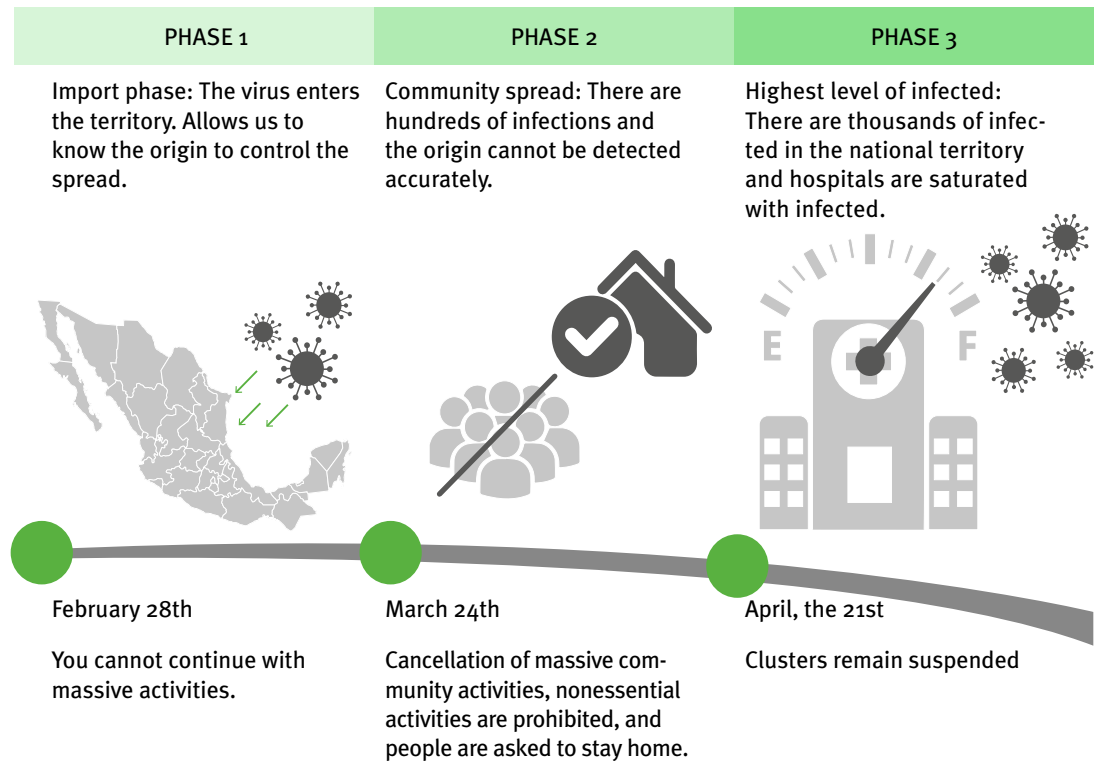 PHASE 1
PHASE 2
PHASE 3
Import phase: The virus enters
the territory. Allows us to
know the origin to control the
spread.
Community spread: There are
hundreds of infections and
the origin cannot be detected
accurately.
Highest level of infected:
There are thousands of infec-
ted in the national territory
and hospitals are saturated
with infected.
E
F
February 28th
You cannot continue with
massive activities.
March 24th
Cancellation of massive com-
munity activities, nonessential
activities are prohibited, and
people are asked to stay home.
April, the 21st
Clusters remain suspended